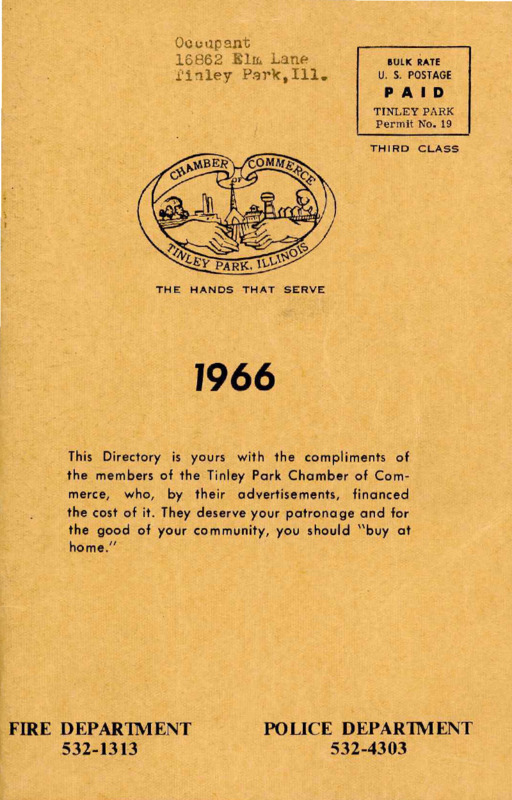 Occupant
16862 Elm Lane
Tinley Park,Ill.
BULK RATE
U. S. POSTAGE
PAID
TINLEY PARK
Permit No. 19
THIRD CLASS
CHAMBER OF COMMERCE
TINLEY PARK, ILLINOIS
THE HANDS THAT SERVE
1966
This Directory is yours with the compliments of
the members of the Tinley Park Chamber of Com-
merce, who, by their advertisements, financed
the cost of it. They deserve your patronage and for
the good of your community, you should "buy at
home."
FIRE DEPARTMENT
532-1313
POLICE DEPARTMENT
532-4303